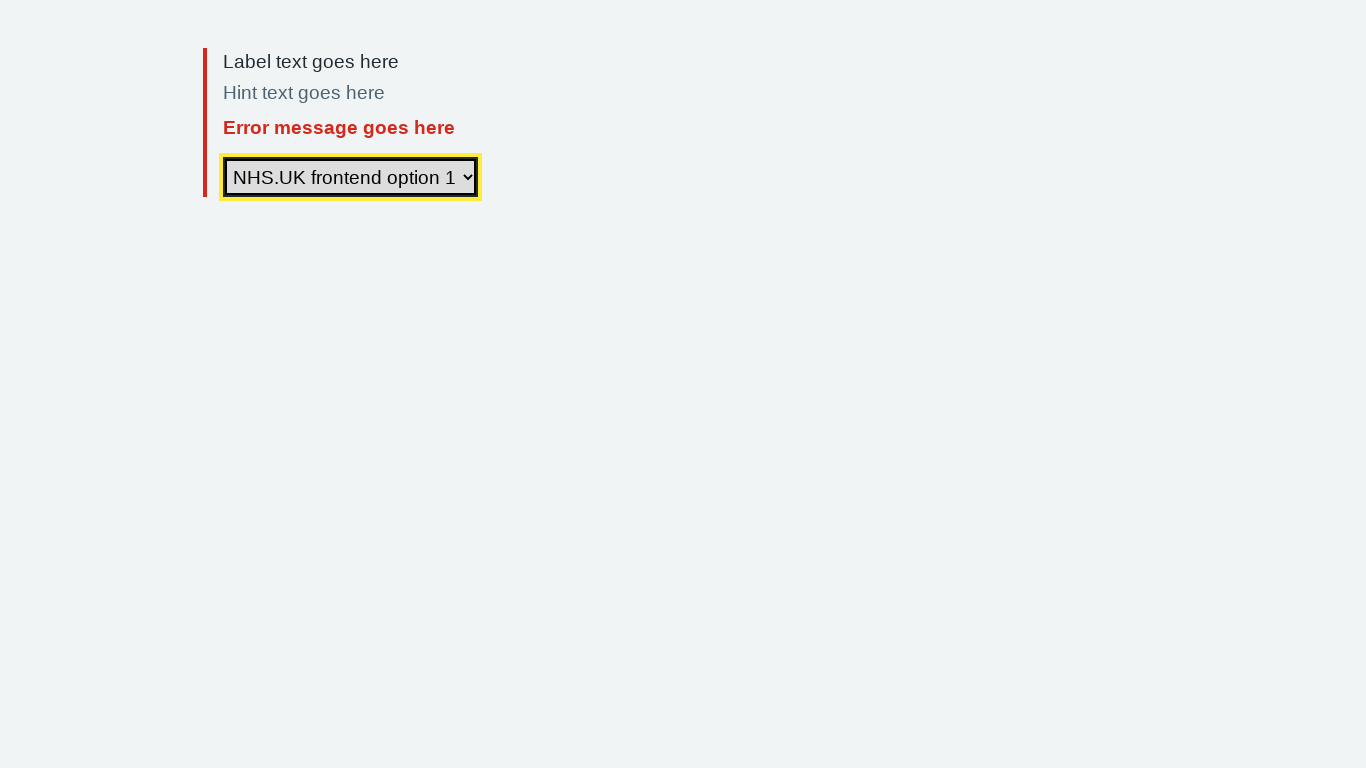 Label text goes here
Hint text goes here
Error message goes here
NHS.UK frontend option 1